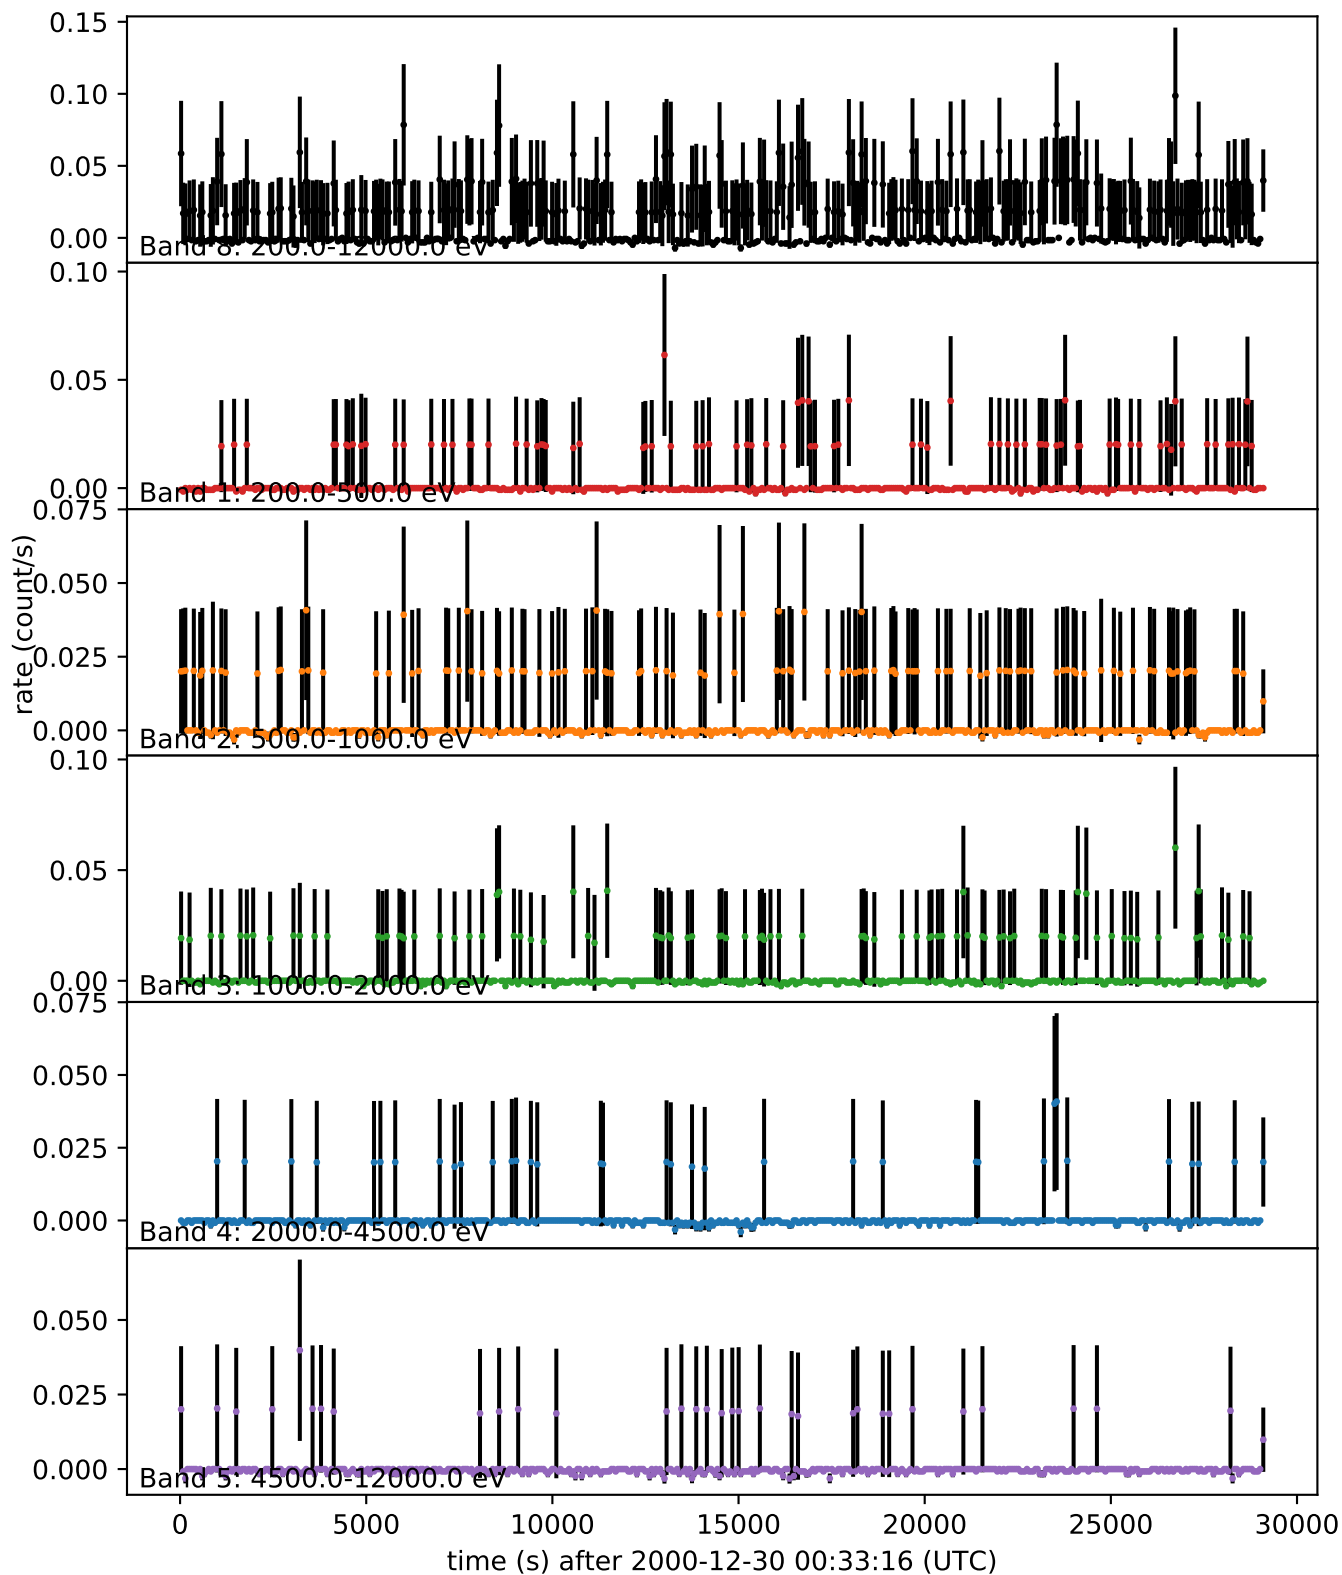 0.15
0.10
0.05
0.00
Band 8: 200.0-12000.0 eV
0.10
0.05
0.00
Band 1: 200.0-500.0 eV
rate (count/s)
0.075
0.050
0.025
0.000
Band 2: 500.0-1000.0 eV
0.10
0.05
0.00
Band 3: 1000.0-2000.0 eV
0.075
0.050
0.025
0.000
Band 4: 2000.0-4500.0 eV
0.050
0.025
0.000
Band 5: 4500.0-12000.0 eV
0 5000 10000 15000 20000 25000 30000
time (s) after 2000-12-30 00:33:16 (UTC)